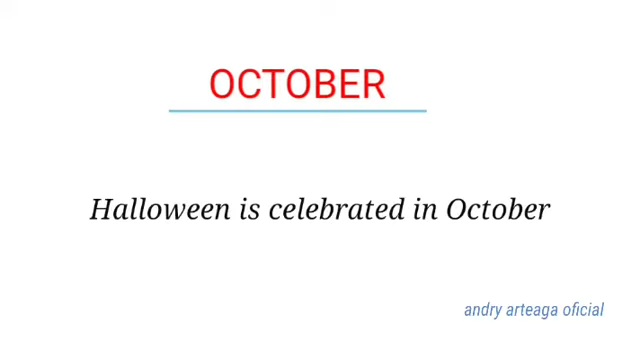 OCTOBER
Halloween is celebrated in October
andry arteaga oficial